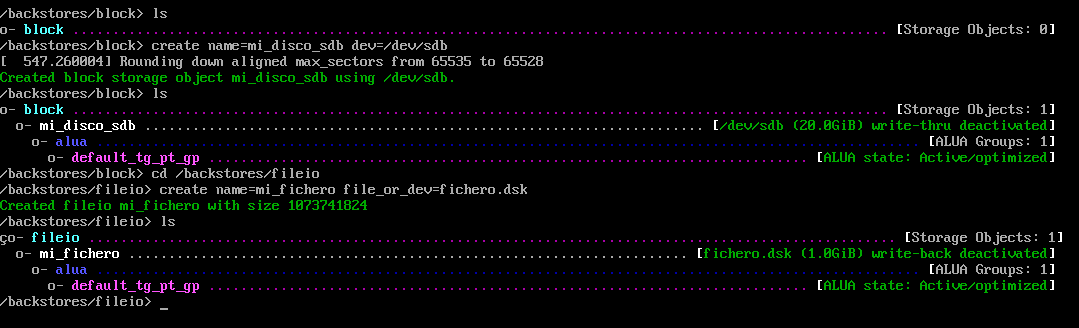 /backstores/block> ls
o- block ...................................................................................................... [Storage Objects: 0]
/backstores/block> create name=mi_disco_sdb dev=/dev/sdb
[  547.260004] Rounding down aligned max_sectors from 65535 to 65528
Created block storage object mi_disco_sdb using /dev/sdb.
/backstores/block> ls
o- block ...................................................................................................... [Storage Objects: 1]
  o- mi_disco_sdb ...................................................................... [/dev/sdb (20.0GiB) write-thru deactivated]
    o- alua ....................................................................................................... [ALUA Groups: 1]
      o- default_tg_pt_gp ........................................................................... [ALUA state: Active/optimized]
/backstores/block> cd /backstores/fileio
/backstores/fileio> create name=mi_fichero file_or_dev=fichero.dsk
Created fileio mi_fichero with size 1073741824
/backstores/fileio> ls
ço- fileio ..................................................................................................... [Storage Objects: 1]
  o- mi_fichero ....................................................................... [fichero.dsk (1.0GiB) write-back deactivated]
    o- alua ....................................................................................................... [ALUA Groups: 1]
      o- default_tg_pt_gp ........................................................................... [ALUA state: Active/optimized]
/backstores/fileio> _